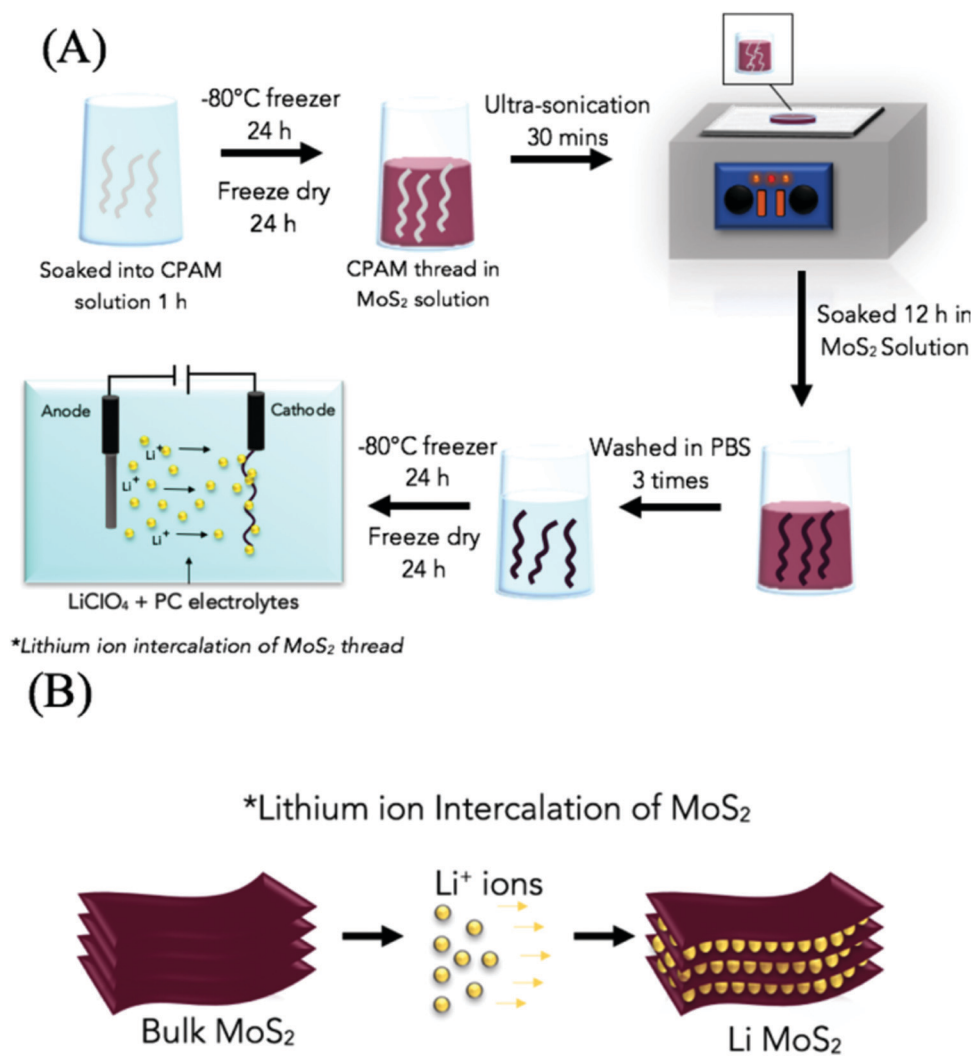 (A)
-80°C freezer
24 h
Freeze dry
24 h
Soaked into CPAM
solution 1 h
CPAM thread in
MoS₂ solution
Ultra-sonication
30 mins
Soaked 12 h in
MoS₂ Solution
Washed in PBS
3 times
-80°C freezer
24 h
Freeze dry
24 h
Anode
Cathode
Li⁺
Li⁺
Li⁺
LiClO₄ + PC electrolytes
*Lithium ion intercalation of MoS₂ thread
(B)
*Lithium ion Intercalation of MoS₂
Li⁺ ions
Bulk MoS₂
Li MoS₂